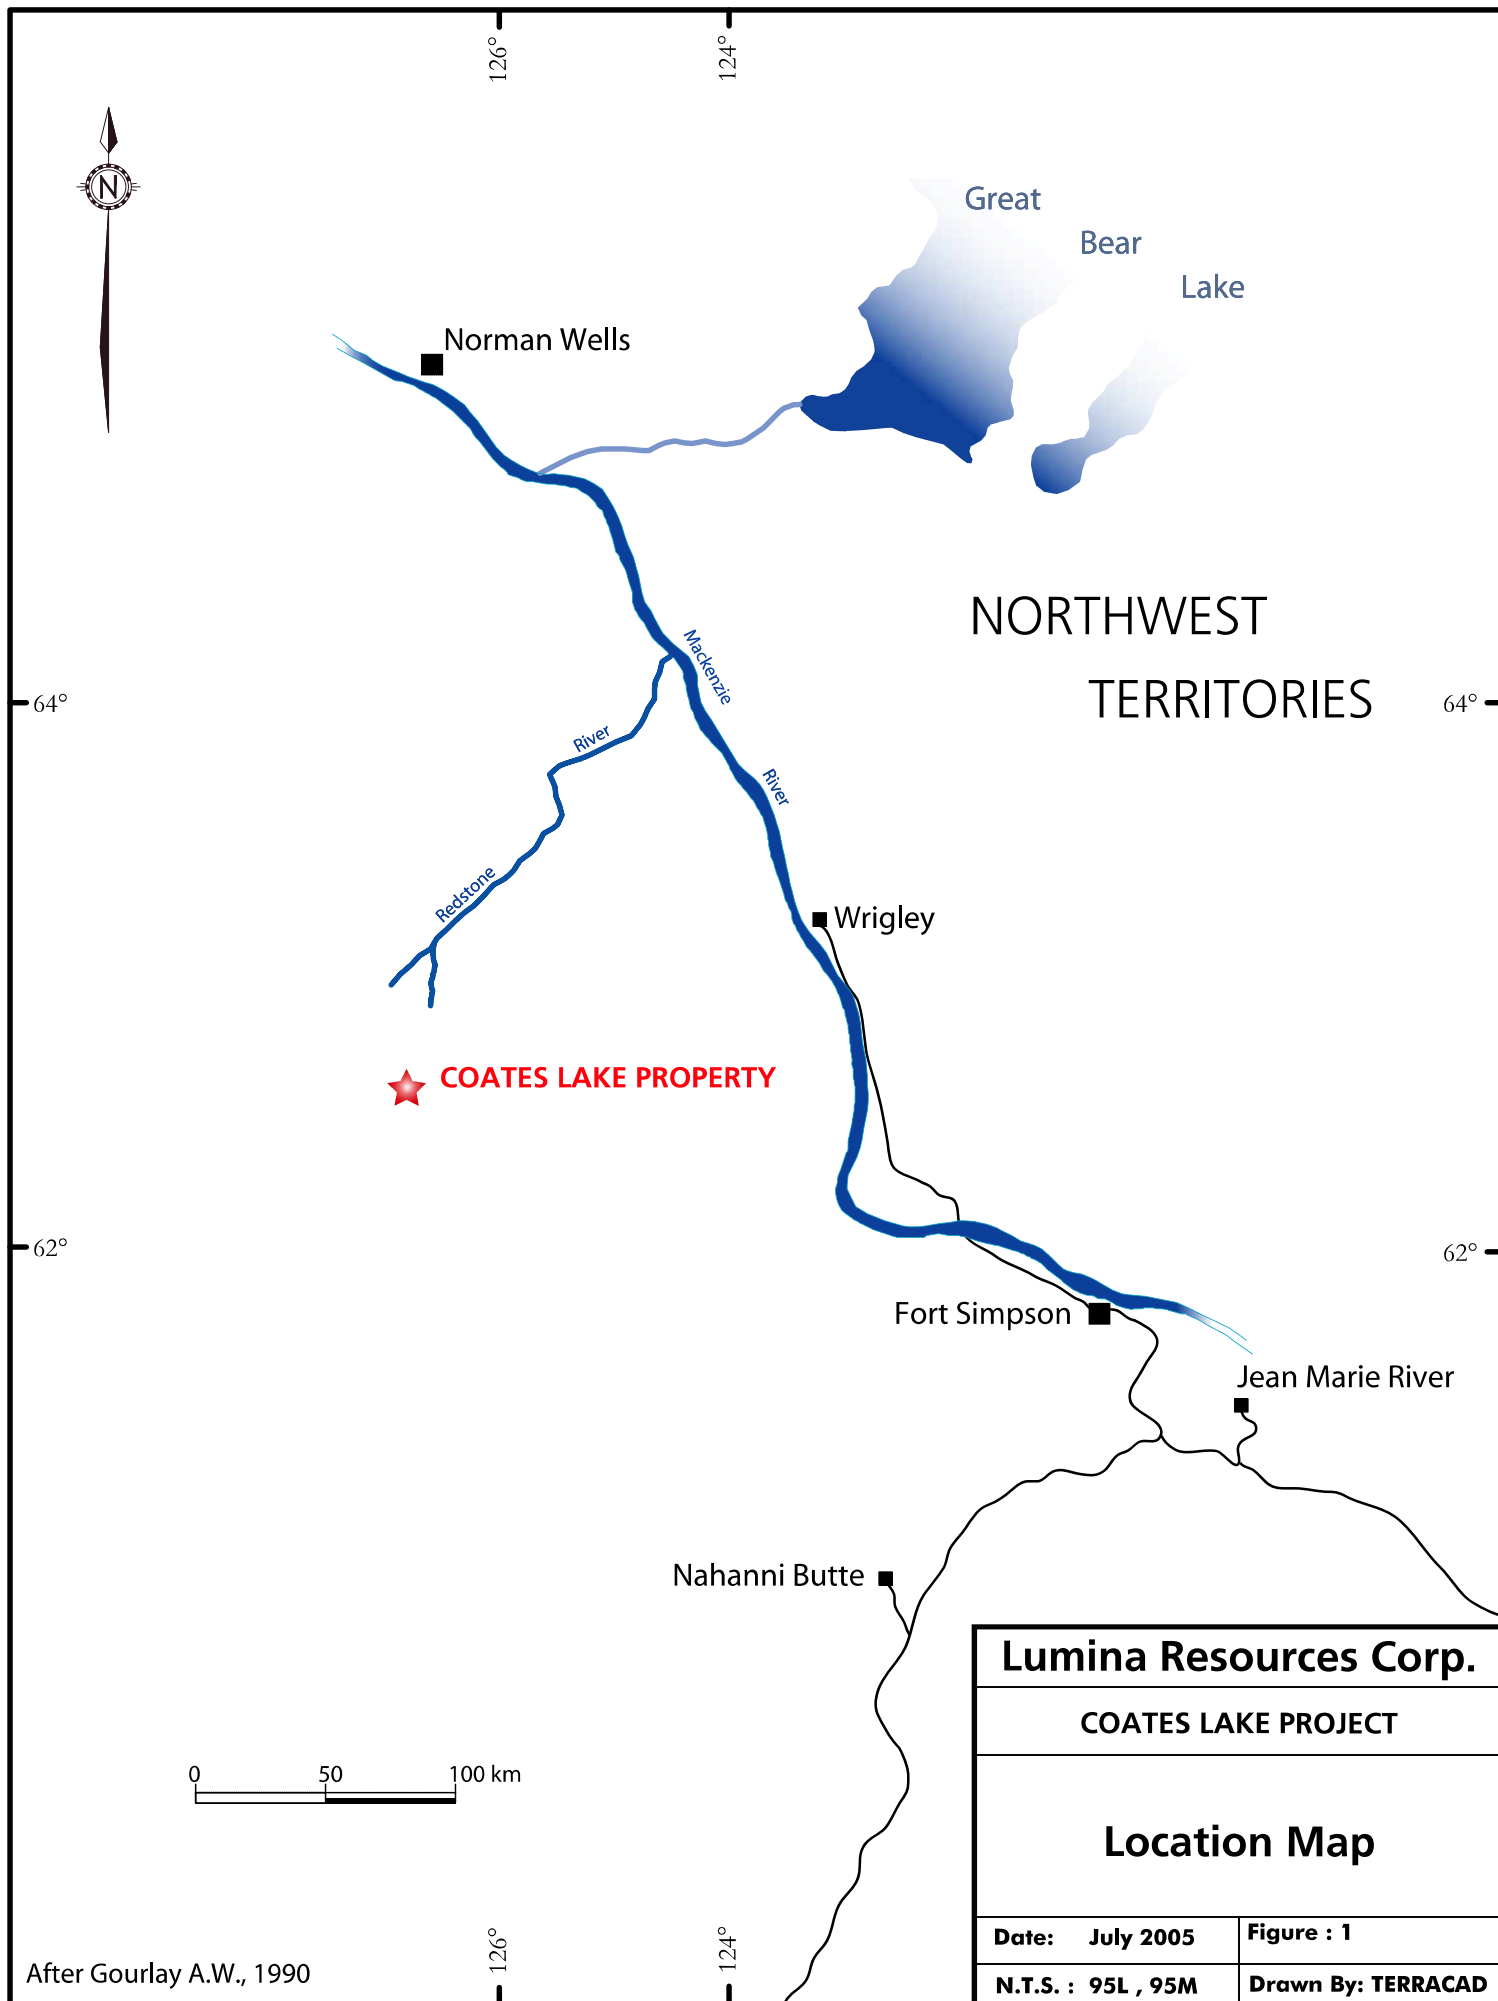 126°
124°
N
Great
Bear
Lake
Norman Wells
NORTHWEST
TERRITORIES
Mackenzie
River
64°
64°
River
Redstone
Wrigley
COATES LAKE PROPERTY
62°
62°
Fort Simpson
Jean Marie River
Nahanni Butte
0 50 100 km
Lumina Resources Corp.
COATES LAKE PROJECT
Location Map
Date: July 2005
Figure : 1
N.T.S. : 95L , 95M
Drawn By: TERRACAD
126°
124°
After Gourlay A.W., 1990